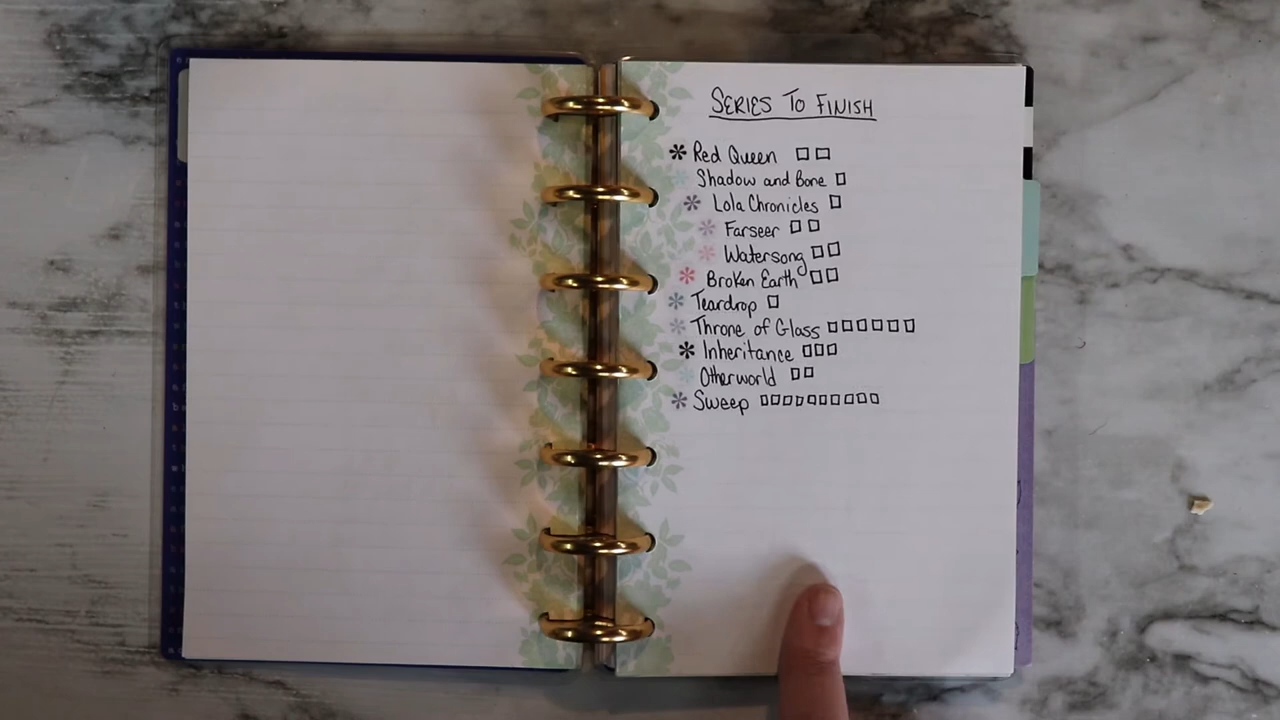 SERIES TO FINISH
* Red Queen □□
* Shadow and Bone □
* Lola Chronicles □
* Farseer □□
* Watersong □□
* Broken Earth □□
* Teardrop □
* Throne of Glass □□□□□□
* Inheritance □□□
* Otherworld □□
* Sweep □□□□□□□□□□